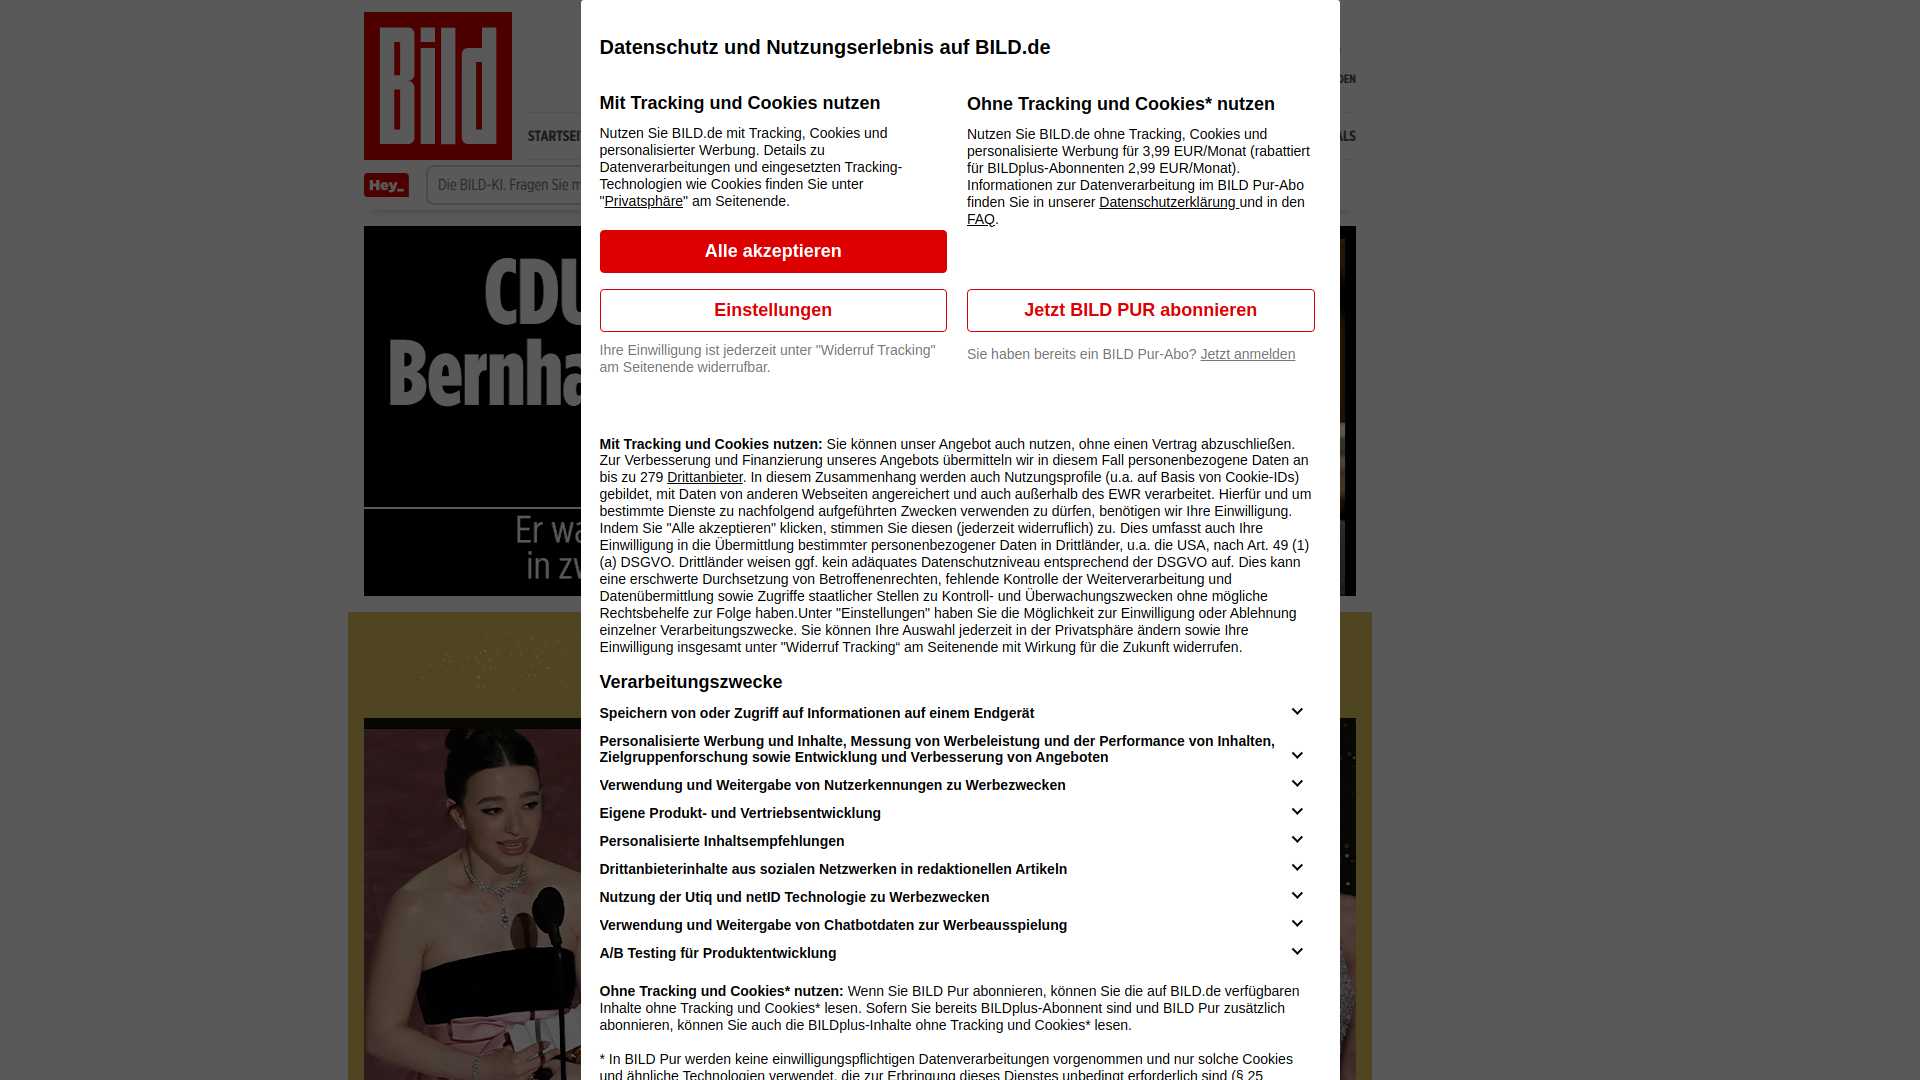 Bild
DEN
STARTSEI
ALS
Hey_
Die BILD-KI. Fragen Sie m
CDU
Bernha
Er wa
in zw
Datenschutz und Nutzungserlebnis auf BILD.de
Mit Tracking und Cookies nutzen
Nutzen Sie BILD.de mit Tracking, Cookies und
personalisierter Werbung. Details zu
Datenverarbeitungen und eingesetzten Tracking-
Technologien wie Cookies finden Sie unter
"Privatsphäre" am Seitenende.
Alle akzeptieren
Einstellungen
Ihre Einwilligung ist jederzeit unter "Widerruf Tracking"
am Seitenende widerrufbar.
Ohne Tracking und Cookies* nutzen
Nutzen Sie BILD.de ohne Tracking, Cookies und
personalisierte Werbung für 3,99 EUR/Monat (rabattiert
für BILDplus-Abonnenten 2,99 EUR/Monat).
Informationen zur Datenverarbeitung im BILD Pur-Abo
finden Sie in unserer Datenschutzerklärung und in den
FAQ.
Jetzt BILD PUR abonnieren
Sie haben bereits ein BILD Pur-Abo? Jetzt anmelden
Mit Tracking und Cookies nutzen: Sie können unser Angebot auch nutzen, ohne einen Vertrag abzuschließen.
Zur Verbesserung und Finanzierung unseres Angebots übermitteln wir in diesem Fall personenbezogene Daten an
bis zu 279 Drittanbieter. In diesem Zusammenhang werden auch Nutzungsprofile (u.a. auf Basis von Cookie-IDs)
gebildet, mit Daten von anderen Webseiten angereichert und auch außerhalb des EWR verarbeitet. Hierfür und um
bestimmte Dienste zu nachfolgend aufgeführten Zwecken verwenden zu dürfen, benötigen wir Ihre Einwilligung.
Indem Sie "Alle akzeptieren" klicken, stimmen Sie diesen (jederzeit widerruflich) zu. Dies umfasst auch Ihre
Einwilligung in die Übermittlung bestimmter personenbezogener Daten in Drittländer, u.a. die USA, nach Art. 49 (1)
(a) DSGVO. Drittländer weisen ggf. kein adäquates Datenschutzniveau entsprechend der DSGVO auf. Dies kann
eine erschwerte Durchsetzung von Betroffenenrechten, fehlende Kontrolle der Weiterverarbeitung und
Datenübermittlung sowie Zugriffe staatlicher Stellen zu Kontroll- und Überwachungszwecken ohne mögliche
Rechtsbehelfe zur Folge haben.Unter "Einstellungen" haben Sie die Möglichkeit zur Einwilligung oder Ablehnung
einzelner Verarbeitungszwecke. Sie können Ihre Auswahl jederzeit in der Privatsphäre ändern sowie Ihre
Einwilligung insgesamt unter "Widerruf Tracking“ am Seitenende mit Wirkung für die Zukunft widerrufen.
Verarbeitungszwecke
Speichern von oder Zugriff auf Informationen auf einem Endgerät
Personalisierte Werbung und Inhalte, Messung von Werbeleistung und der Performance von Inhalten,
Zielgruppenforschung sowie Entwicklung und Verbesserung von Angeboten
Verwendung und Weitergabe von Nutzerkennungen zu Werbezwecken
Eigene Produkt- und Vertriebsentwicklung
Personalisierte Inhaltsempfehlungen
Drittanbieterinhalte aus sozialen Netzwerken in redaktionellen Artikeln
Nutzung der Utiq und netID Technologie zu Werbezwecken
Verwendung und Weitergabe von Chatbotdaten zur Werbeausspielung
A/B Testing für Produktentwicklung
Ohne Tracking und Cookies* nutzen: Wenn Sie BILD Pur abonnieren, können Sie die auf BILD.de verfügbaren
Inhalte ohne Tracking und Cookies* lesen. Sofern Sie bereits BILDplus-Abonnent sind und BILD Pur zusätzlich
abonnieren, können Sie auch die BILDplus-Inhalte ohne Tracking und Cookies* lesen.
* In BILD Pur werden keine einwilligungspflichtigen Datenverarbeitungen vorgenommen und nur solche Cookies
und ähnliche Technologien verwendet, die zur Erbringung dieses Dienstes unbedingt erforderlich sind (§ 25